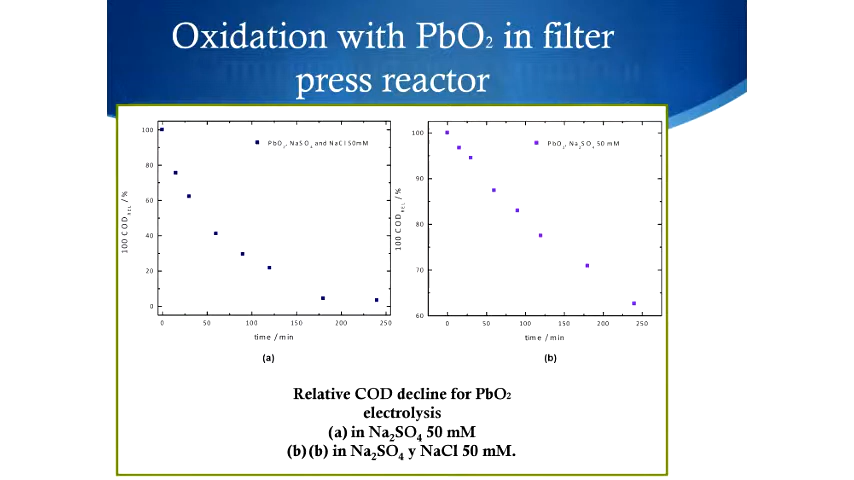 Oxidation with PbO2 in filter
press reactor
PbO2, NaSO4 and NaCl 50mM
100 COD REL / %
100
80
60
40
20
0
0 50 100 150 200 250
time / min
(a)
PbO2, Na2SO4 50 mM
100 COD REL / %
100
90
80
70
60
0 50 100 150 200 250
time / min
(b)
Relative COD decline for PbO2
electrolysis
(a) in Na2SO4 50 mM
(b) (b) in Na2SO4 y NaCl 50 mM.